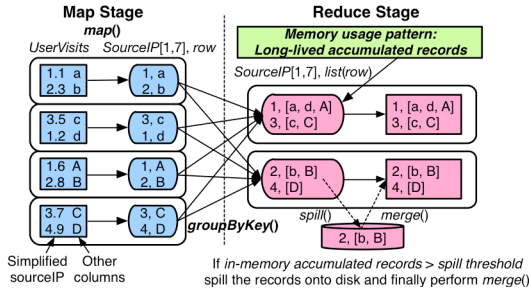 Map Stage
map()
UserVisits SourceIP[1,7], row
1.1 a
2.3 b
1, a
2, b
3.5 c
1.2 d
3, c
1, d
1.6 A
2.8 B
1, A
2, B
3.7 C
4.9 D
3, C
4, D
groupByKey()
Simplified
sourceIP
Other
columns
Reduce Stage
Memory usage pattern:
Long-lived accumulated records
SourceIP[1,7], list(row)
1, [a, d, A]
3, [c, C]
1, [a, d, A]
3, [c, C]
2, [b, B]
4, [D]
2, [b, B]
4, [D]
spill()
merge()
2, [b, B]
If in-memory accumulated records > spill threshold
spill the records onto disk and finally perform merge()